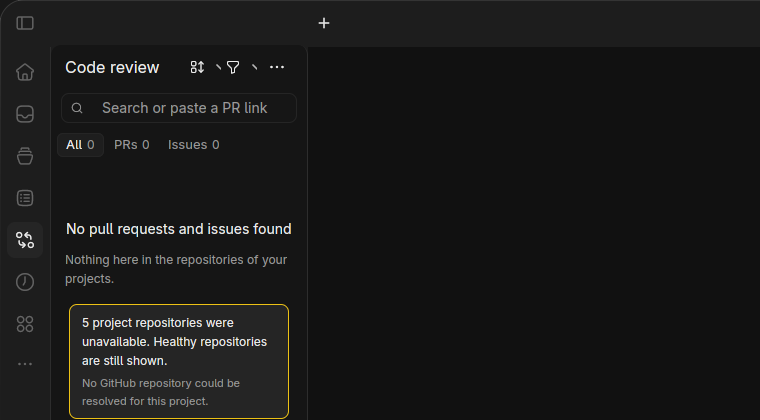 Code review
Search or paste a PR link
All 0 PRs 0 Issues 0
No pull requests and issues found
Nothing here in the repositories of your
projects.
5 project repositories were
unavailable. Healthy repositories
are still shown.
No GitHub repository could be
resolved for this project.